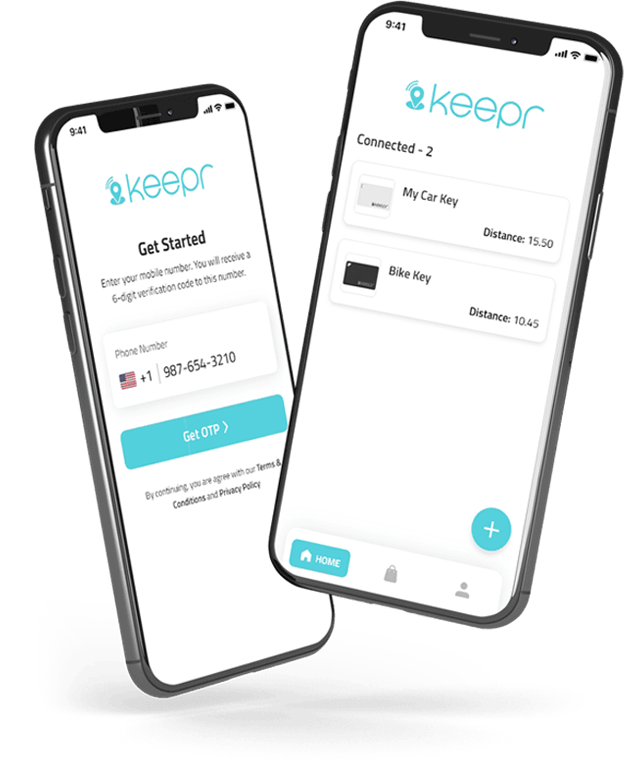 9:41
keepr
Get Started
Enter your mobile number. You will receive a
6-digit verification code to this number.
Phone Number
+1 987-654-3210
Get OTP >
By continuing, you are agree with our Terms &
Conditions and Privacy Policy
9:41
keepr
Connected - 2
My Car Key
Distance: 15.50
Bike Key
Distance: 10.45
+
HOME